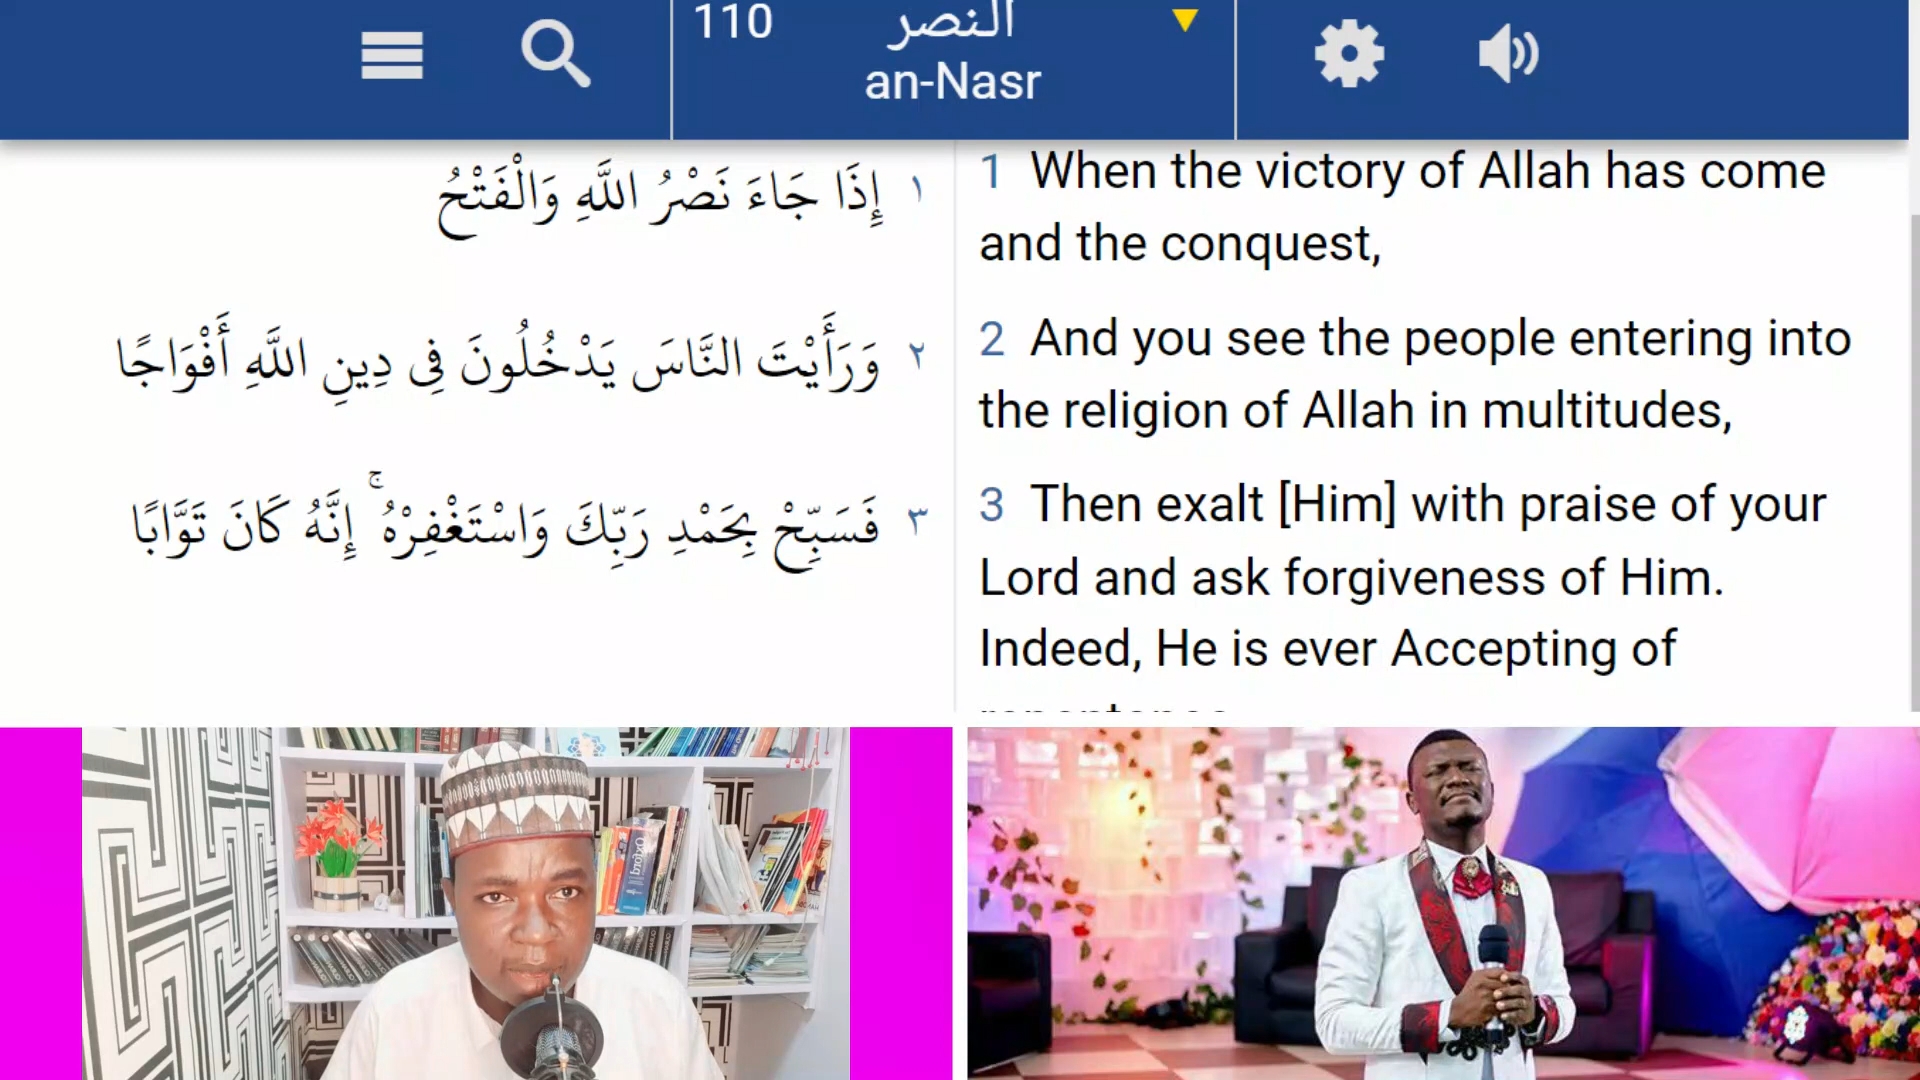 110
النصر
an-Nasr
١ إِذَا جَاءَ نَصْرُ اللَّهِ وَالْفَتْحُ
٢ وَرَأَيْتَ النَّاسَ يَدْخُلُونَ فِي دِينِ اللَّهِ أَفْوَاجًا
٣ فَسَبِّحْ بِحَمْدِ رَبِّكَ وَاسْتَغْفِرْهُ ۚ إِنَّهُ كَانَ تَوَّابًا
1 When the victory of Allah has come
and the conquest,
2 And you see the people entering into
the religion of Allah in multitudes,
3 Then exalt [Him] with praise of your
Lord and ask forgiveness of Him.
Indeed, He is ever Accepting of
Oxford